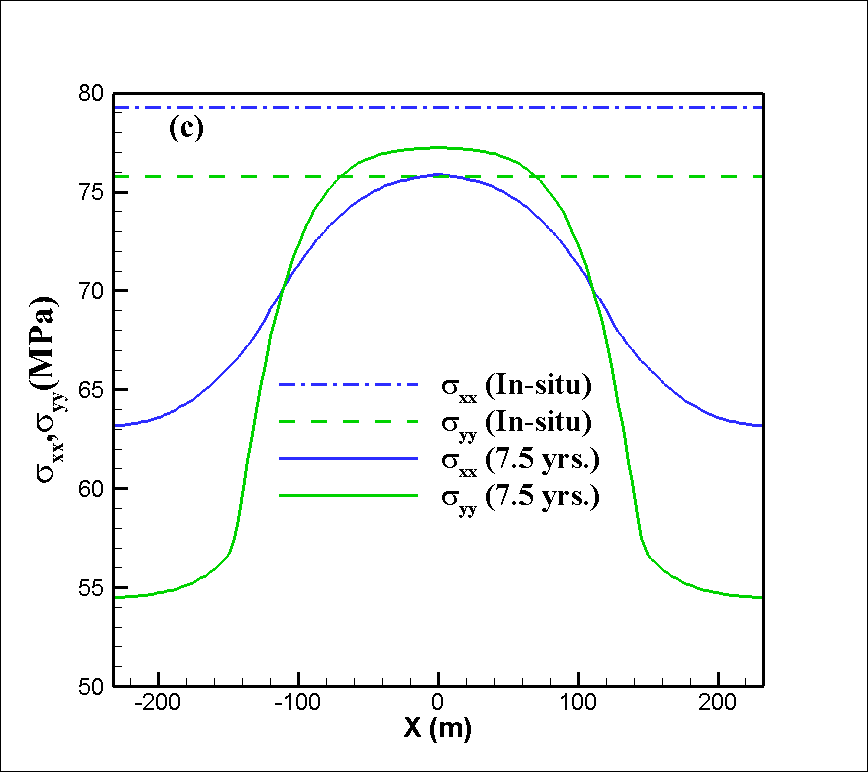 (c)
80
75
70
65
60
55
50
σxx,σyy(MPa)
σxx (In-situ)
σyy (In-situ)
σxx (7.5 yrs.)
σyy (7.5 yrs.)
-200 -100 0 100 200
X (m)